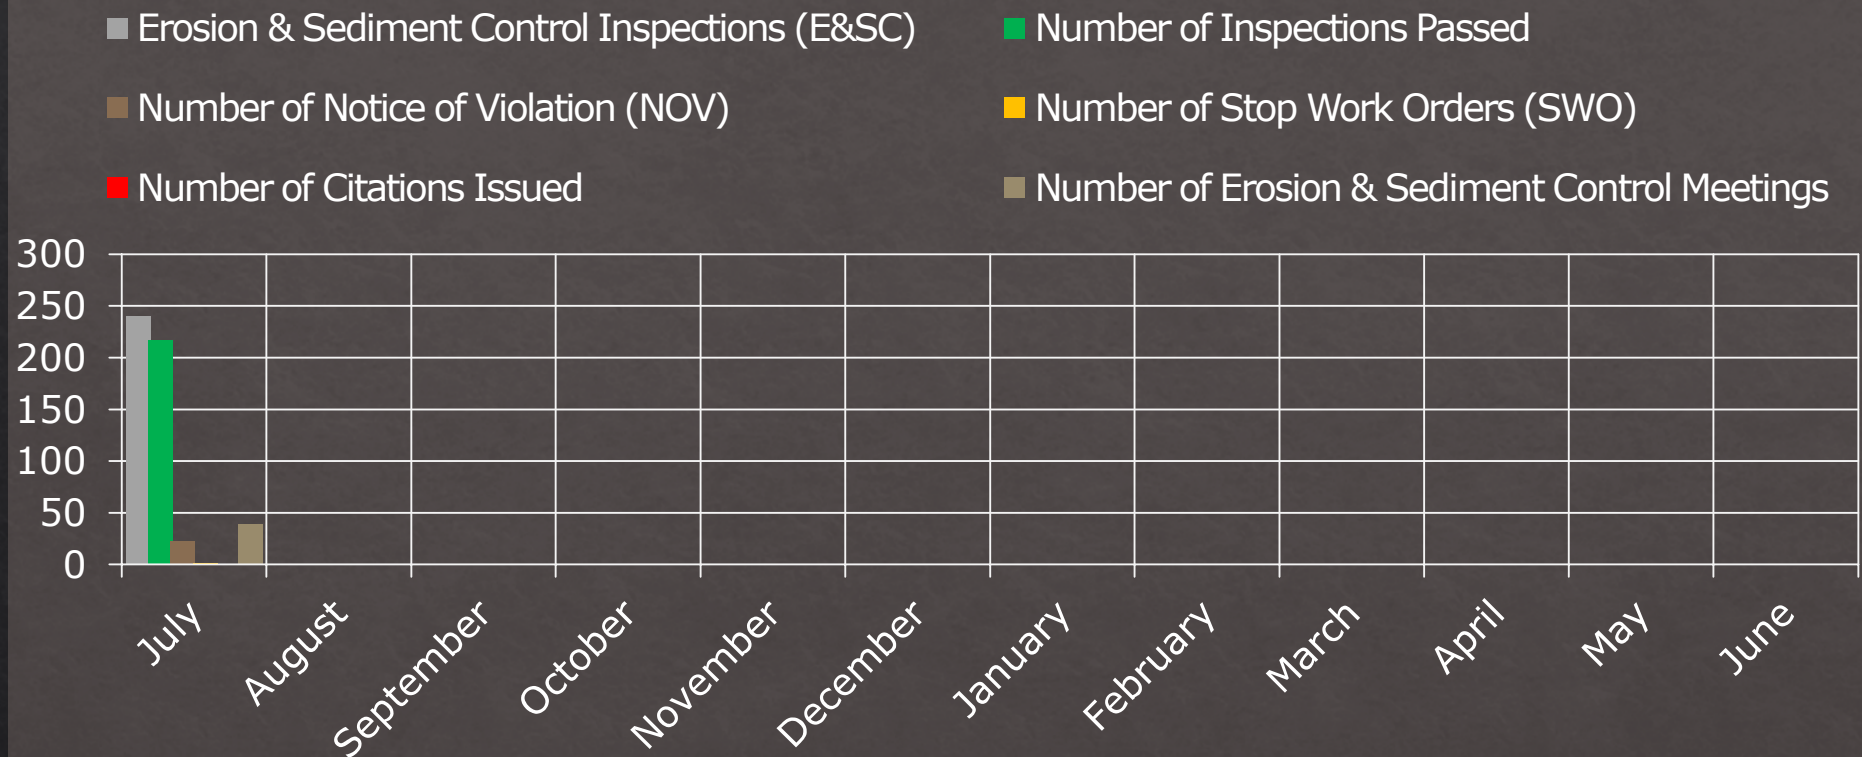 Erosion & Sediment Control Inspections (E&SC)
Number of Inspections Passed
Number of Notice of Violation (NOV)
Number of Stop Work Orders (SWO)
Number of Citations Issued
Number of Erosion & Sediment Control Meetings
300
250
200
150
100
50
0
July
August
September
October
November
December
January
February
March
April
May
June